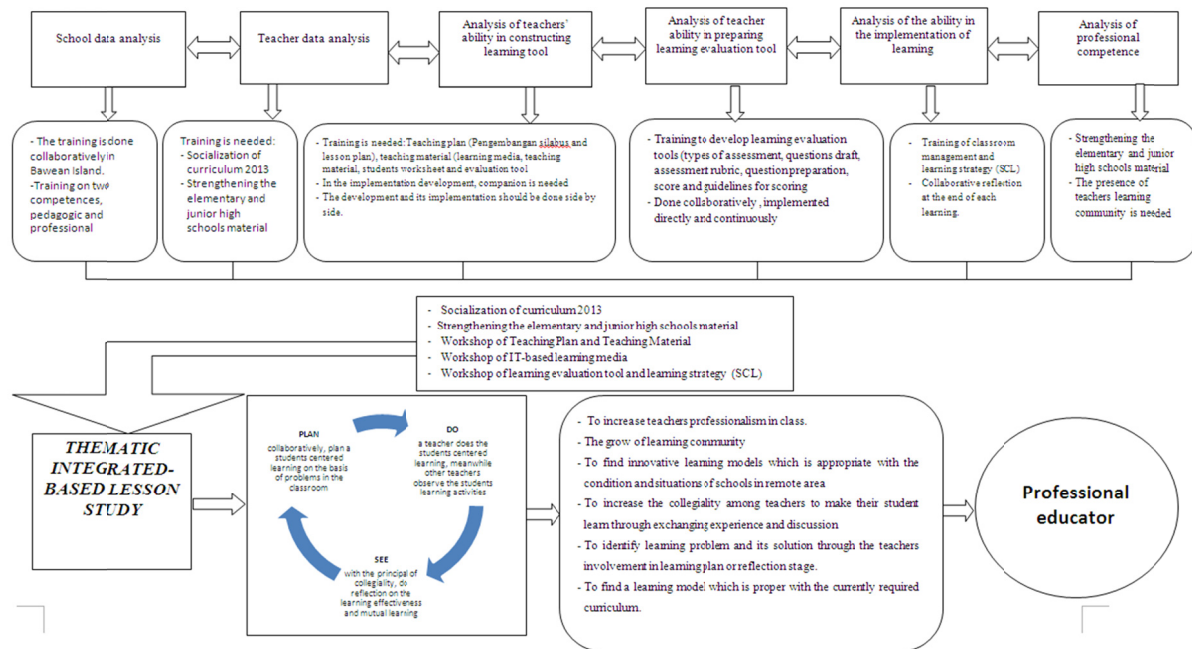 School data analysis
Teacher data analysis
Analysis of teachers'
ability in constructing
learning tool
Analysis of teacher
ability in preparing
learning evaluation tool
Analysis of the ability in
the implementation of
learning
Analysis of
professional
competence
- The training is done
collaboratively in
Bawean Island.
-Training on two
competences,
pedagogic and
professional
Training is needed:
- Socialization of
curriculum 2013
- Strengthening the
elementary and
junior high
schools material
- Training is needed:Teaching plan (Pengembangan silabus and
lesson plan), teaching material (learning media, teaching
material, students worksheet and evaluation tool
- In the implementation development, companion is needed
- The development and its implementation should be done side by
side.
- Training to develop learning evaluation
tools (types of assessment, questions draft,
assessment rubric, question preparation,
score and guidelines for scoring
- Done collaboratively , implemented
directly and continuously
- Training of classroom
management and
learning strategy (SCL)
- Collaborative reflection
at the end of each
learning.
- Strengthening the
elementary and junior
high schools material
- The presence of
teachers learning
community is needed
- Socialization of curriculum 2013
- Strengthening the elementary and junior high schools material
- Workshop of Teaching Plan and Teaching Material
- Workshop of IT-based learning media
- Workshop of learning evaluation tool and learning strategy (SCL)
THEMATIC
INTEGRATED-
BASED LESSON
STUDY
PLAN
collaboratively, plan a
students centered
learning on the basis
of problems in the
classroom
DO
a teacher does the
students centered
learning, meanwhile
other teachers
observe the students
learning activities
SEE
with the principal of
collegiality, do
reflection on the
learning effectiveness
and mutual learning
- To increase teachers professionalism in class.
- The grow of learning community
- To find innovative learning models which is appropriate with the
condition and situations of schools in remote area
- To increase the collegiality among teachers to make their student
learn through exchanging experience and discussion
- To identify learning problem and its solution through the teachers
involvement in learning plan or reflection stage.
- To find a learning model which is proper with the currently required
curriculum.
Professional
educator